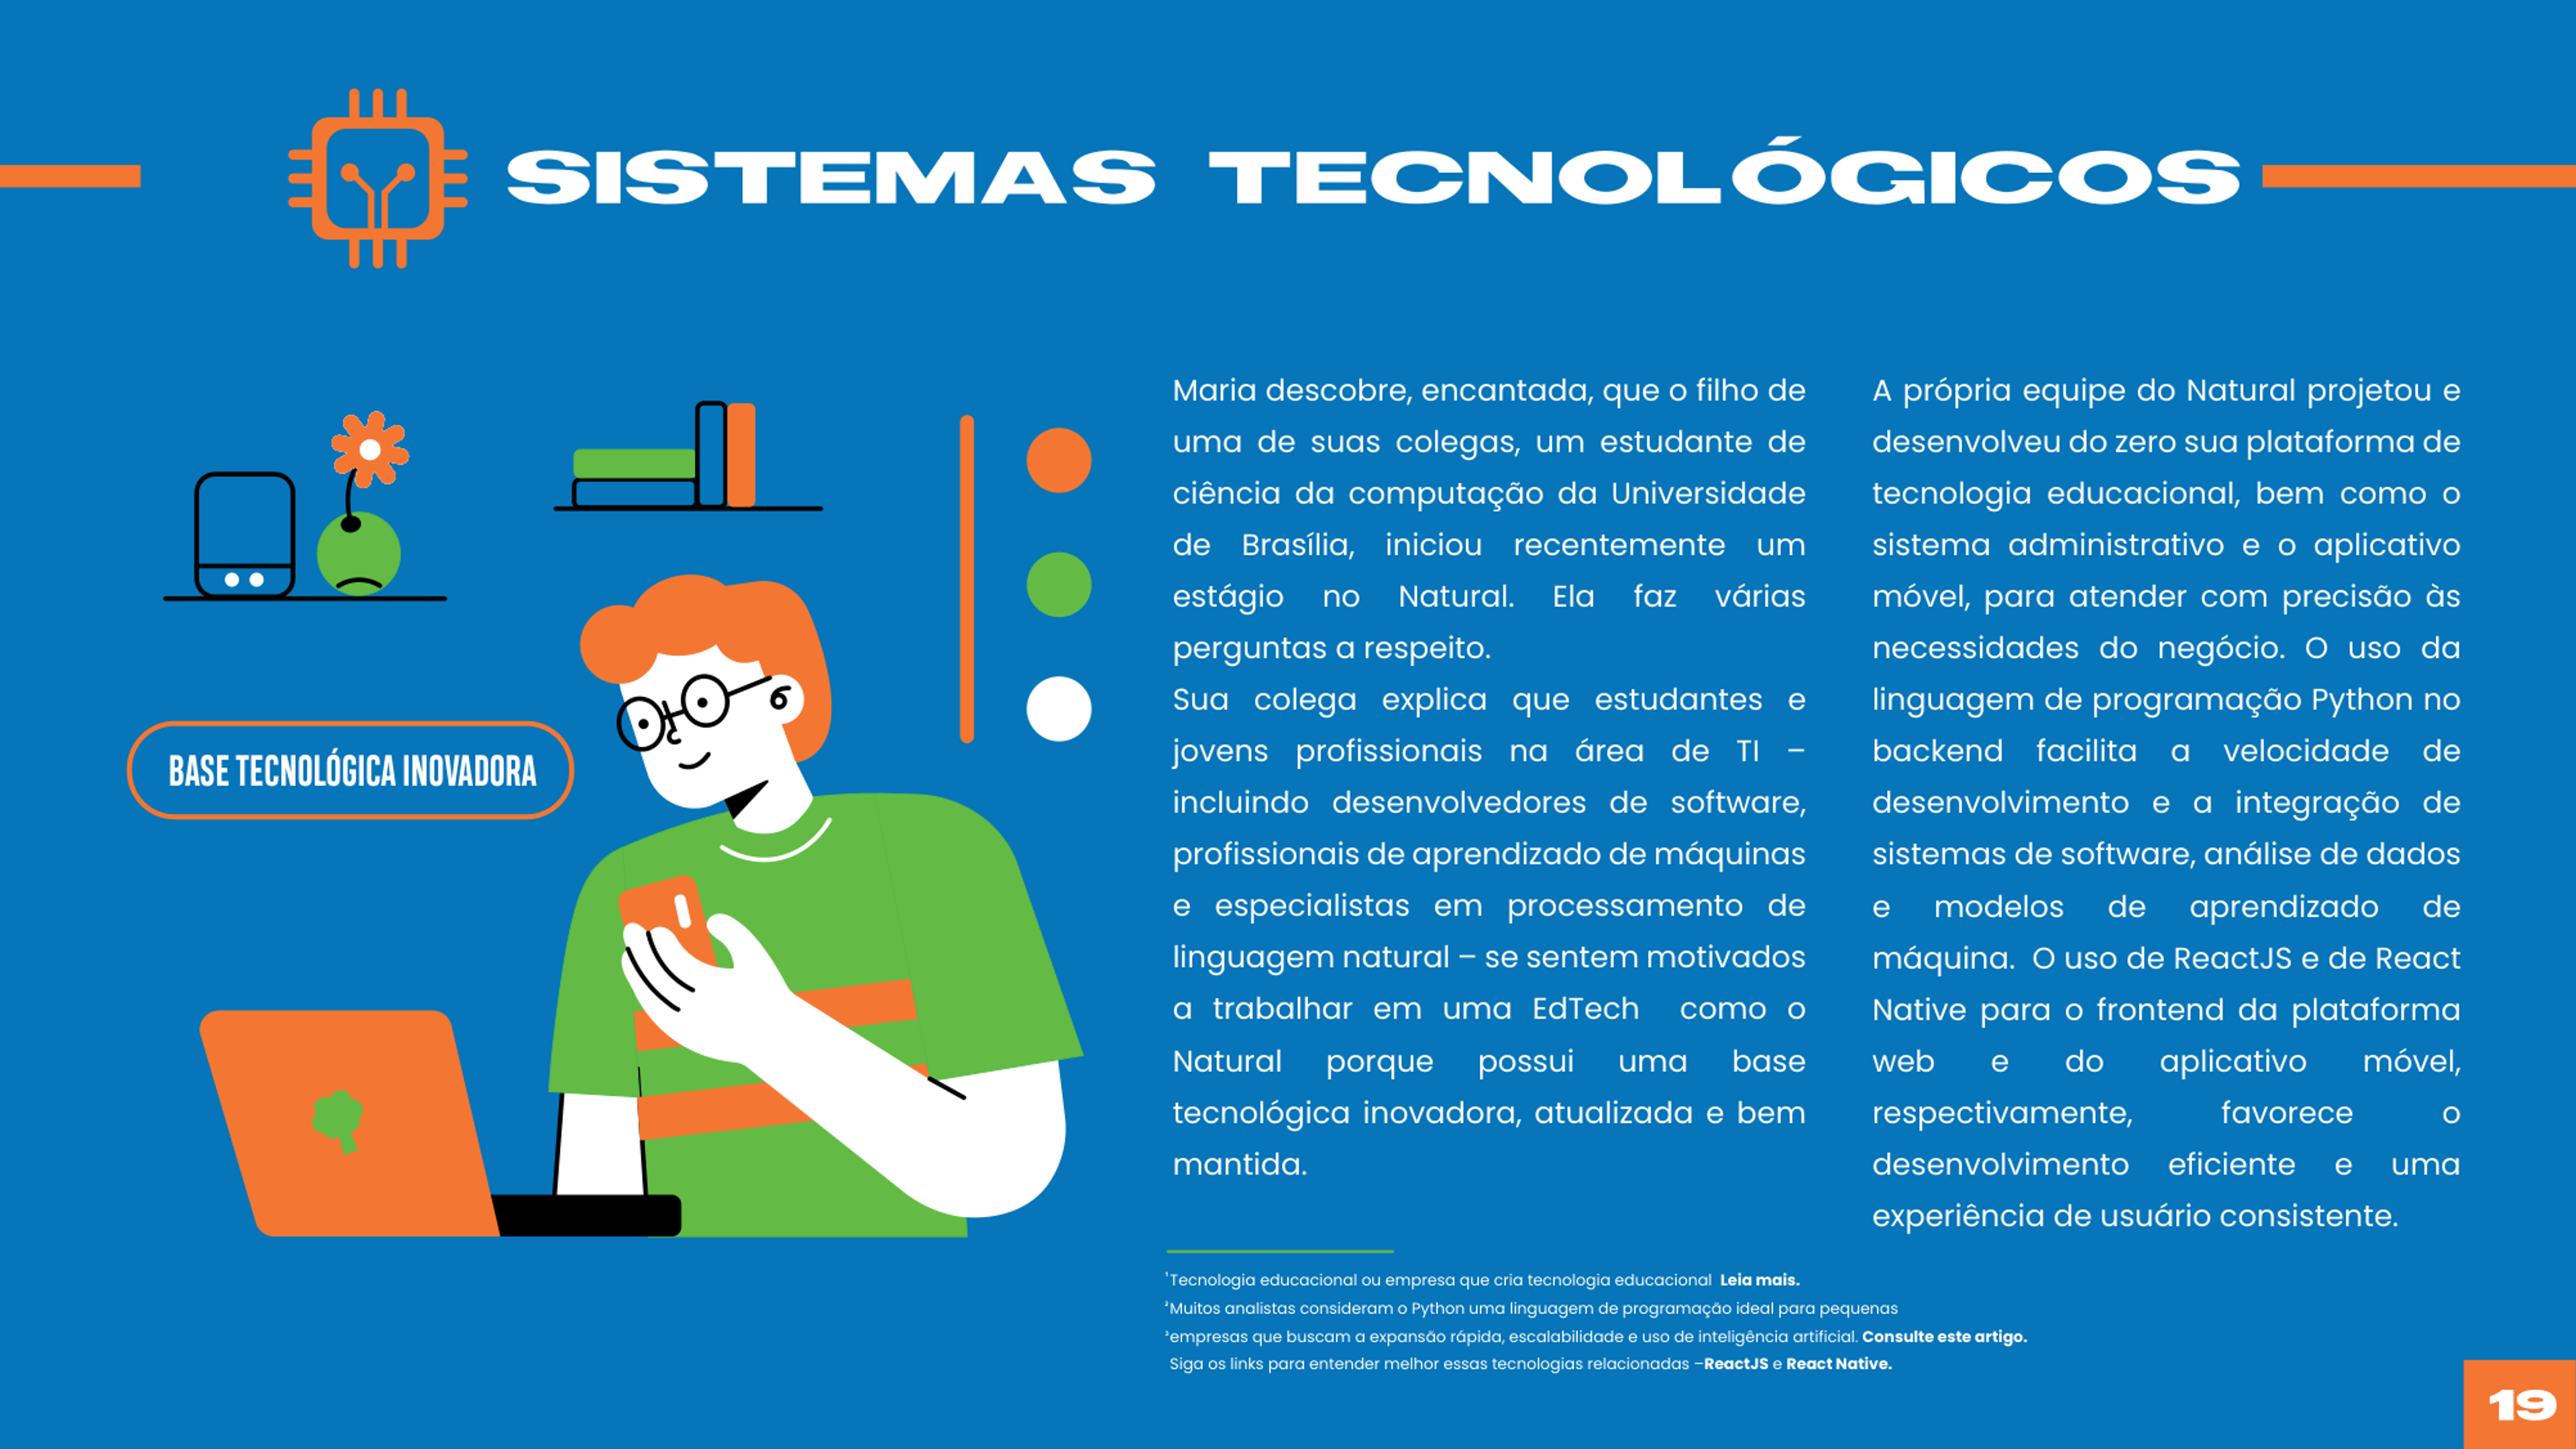 SISTEMAS TECNOLÓGICOS
BASE TECNOLÓGICA INOVADORA
Maria descobre, encantada, que o filho de
uma de suas colegas, um estudante de
ciência da computação da Universidade
de Brasília, iniciou recentemente um
estágio no Natural. Ela faz várias
perguntas a respeito.
Sua colega explica que estudantes e
jovens profissionais na área de TI –
incluindo desenvolvedores de software,
profissionais de aprendizado de máquinas
e especialistas em processamento de
linguagem natural – se sentem motivados
a trabalhar em uma EdTech como o
Natural porque possui uma base
tecnológica inovadora, atualizada e bem
mantida.
A própria equipe do Natural projetou e
desenvolveu do zero sua plataforma de
tecnologia educacional, bem como o
sistema administrativo e o aplicativo
móvel, para atender com precisão às
necessidades do negócio. O uso da
linguagem de programação Python no
backend facilita a velocidade de
desenvolvimento e a integração de
sistemas de software, análise de dados
e modelos de aprendizado de
máquina. O uso de ReactJS e de React
Native para o frontend da plataforma
web e do aplicativo móvel,
respectivamente, favorece o
desenvolvimento eficiente e uma
experiência de usuário consistente.
¹Tecnologia educacional ou empresa que cria tecnologia educacional Leia mais.
²Muitos analistas consideram o Python uma linguagem de programação ideal para pequenas
³empresas que buscam a expansão rápida, escalabilidade e uso de inteligência artificial. Consulte este artigo.
Siga os links para entender melhor essas tecnologias relacionadas –ReactJS e React Native.
19